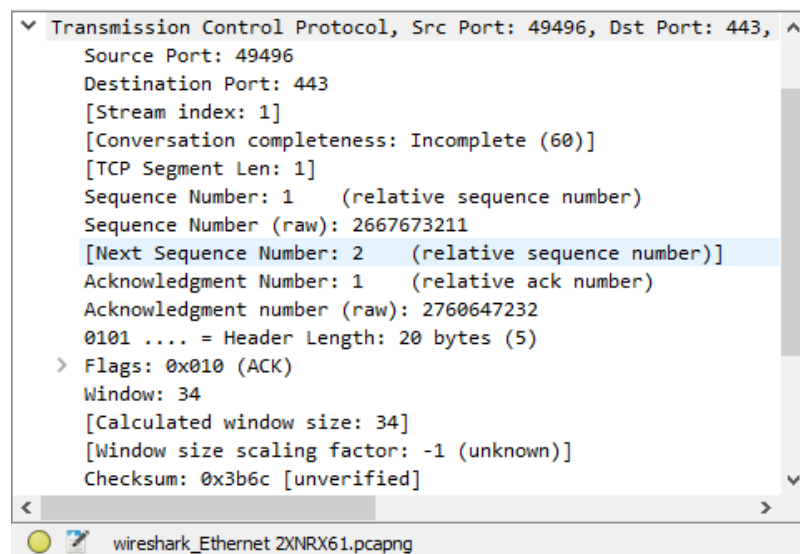 Transmission Control Protocol, Src Port: 49496, Dst Port: 443,
Source Port: 49496
Destination Port: 443
[Stream index: 1]
[Conversation completeness: Incomplete (60)]
[TCP Segment Len: 1]
Sequence Number: 1    (relative sequence number)
Sequence Number (raw): 2667673211
[Next Sequence Number: 2    (relative sequence number)]
Acknowledgment Number: 1    (relative ack number)
Acknowledgment number (raw): 2760647232
0101 .... = Header Length: 20 bytes (5)
Flags: 0x010 (ACK)
Window: 34
[Calculated window size: 34]
[Window size scaling factor: -1 (unknown)]
Checksum: 0x3b6c [unverified]
wireshark_Ethernet 2XNRX61.pcapng